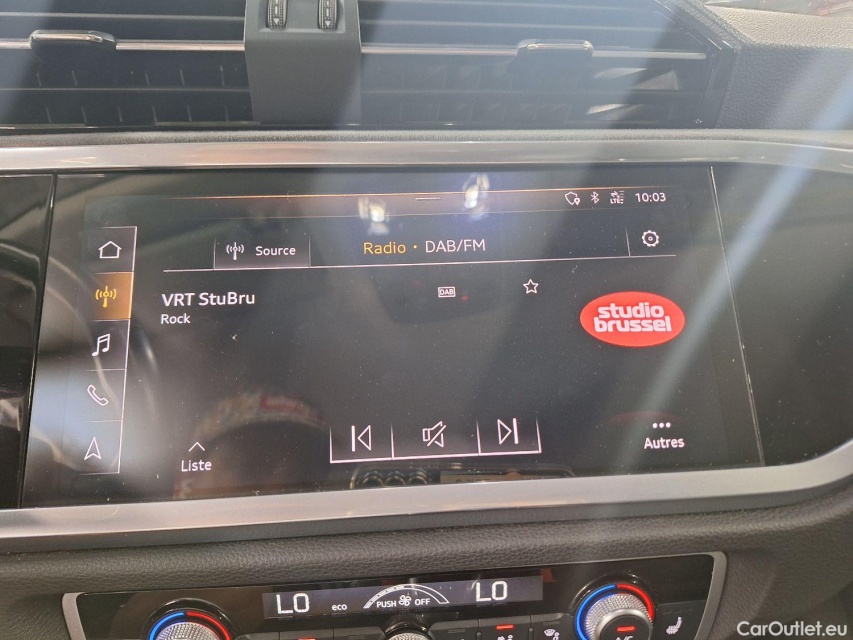 LTE 10:03
Source
Radio · DAB/FM
VRT StuBru
Rock
DAB
studio
brussel
Liste
Autres
LO
eco
PUSH OFF
LO
A/C
CarOutlet.eu